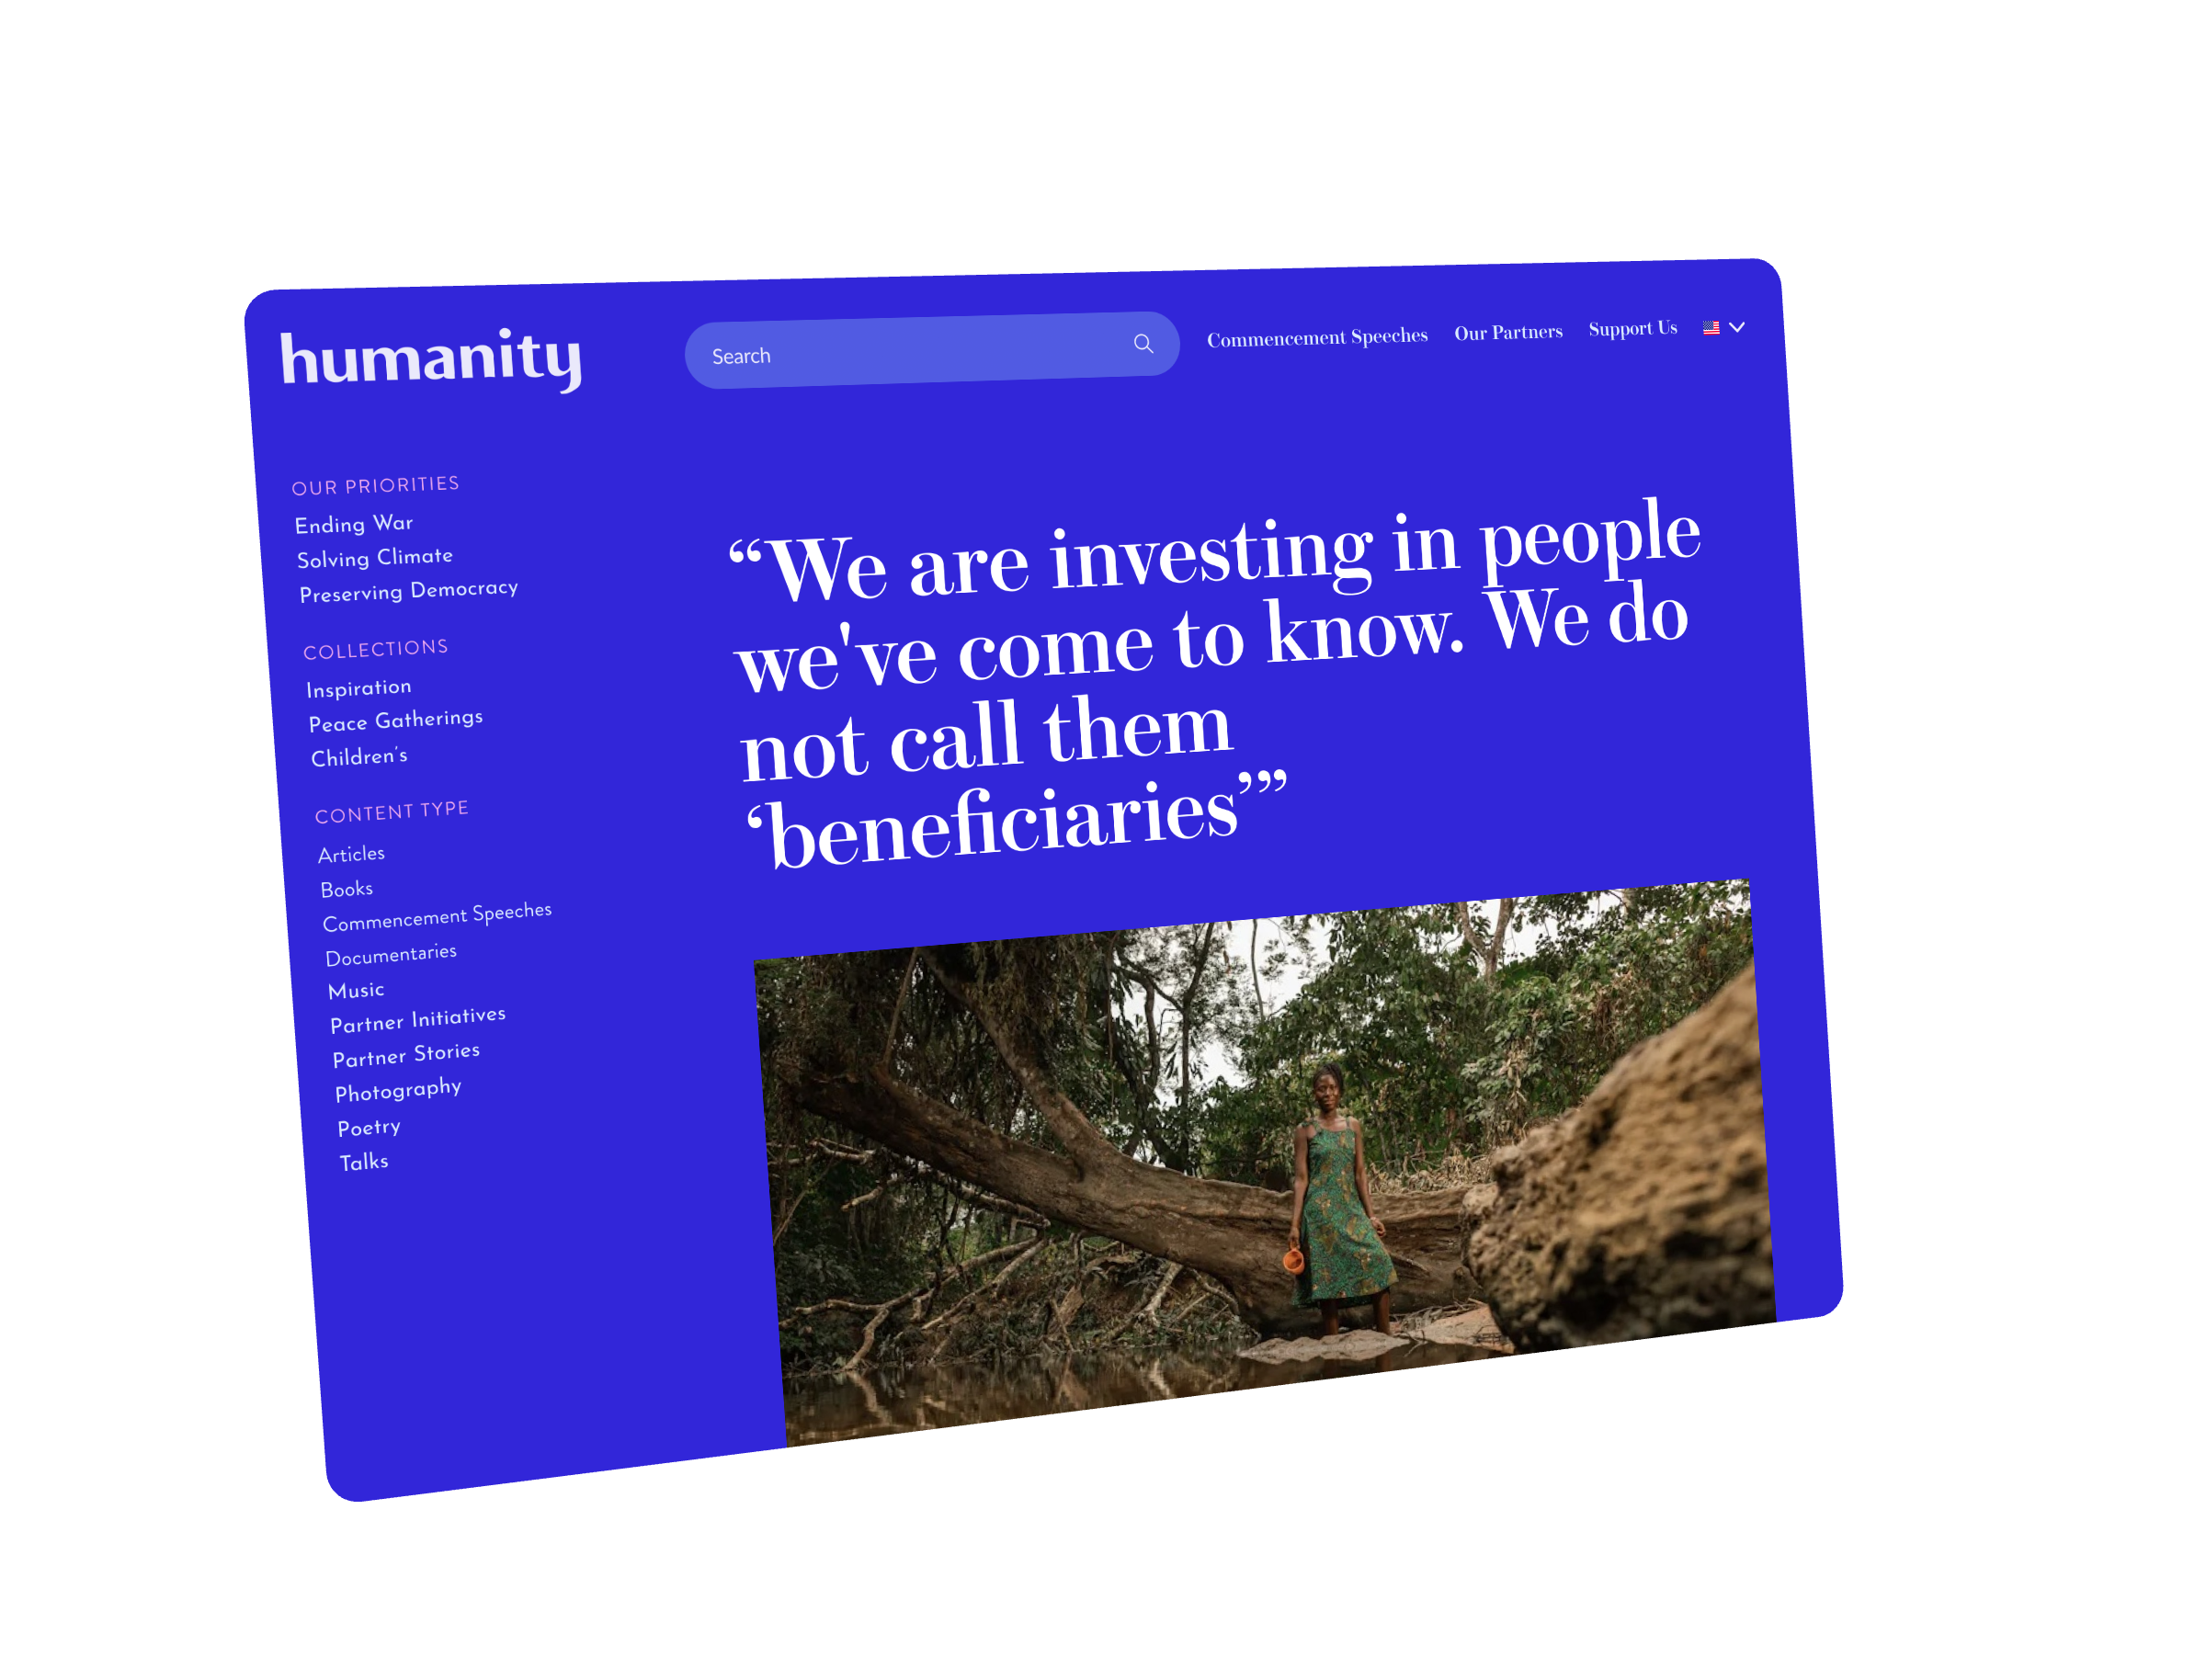 humanity
Search
Commencement Speeches
Our Partners
Support Us
OUR PRIORITIES
Ending War
Solving Climate
Preserving Democracy
COLLECTIONS
Inspiration
Peace Gatherings
Children’s
CONTENT TYPE
Articles
Books
Commencement Speeches
Documentaries
Music
Partner Initiatives
Partner Stories
Photography
Poetry
Talks
“We are investing in people
we've come to know. We do
not call them
‘beneficiaries’”